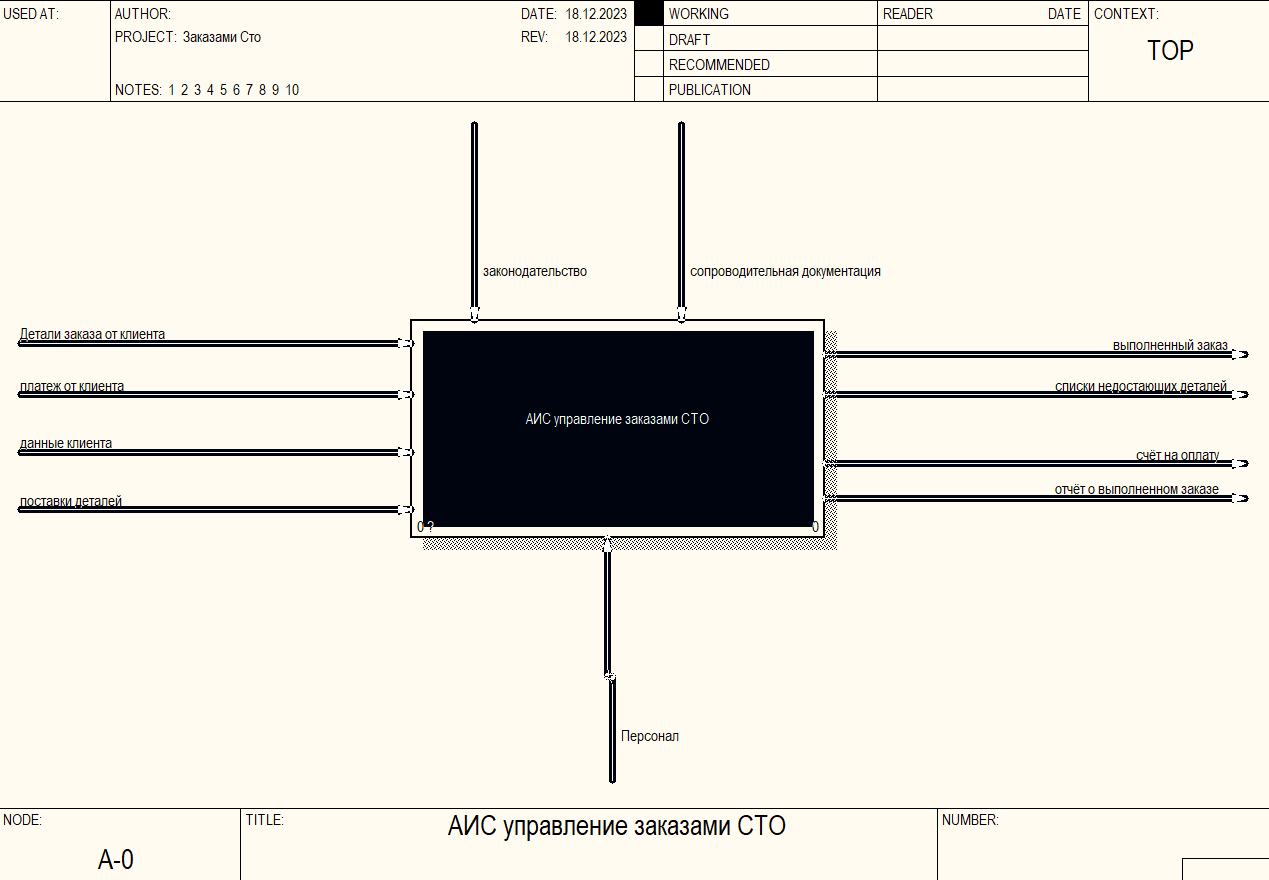 USED AT:
AUTHOR:
DATE: 18.12.2023
WORKING
READER
DATE
CONTEXT:
PROJECT: Заказами Сто
REV: 18.12.2023
DRAFT
TOP
RECOMMENDED
NOTES: 1 2 3 4 5 6 7 8 9 10
PUBLICATION
законодательство
сопроводительная документация
Детали заказа от клиента
выполненный заказ
платеж от клиента
списки недостающих деталей
АИС управление заказами СТО
данные клиента
счёт на оплату
отчёт о выполненном заказе
поставки деталей
0 ?
0
Персонал
NODE:
TITLE:
АИС управление заказами СТО
NUMBER:
A-0